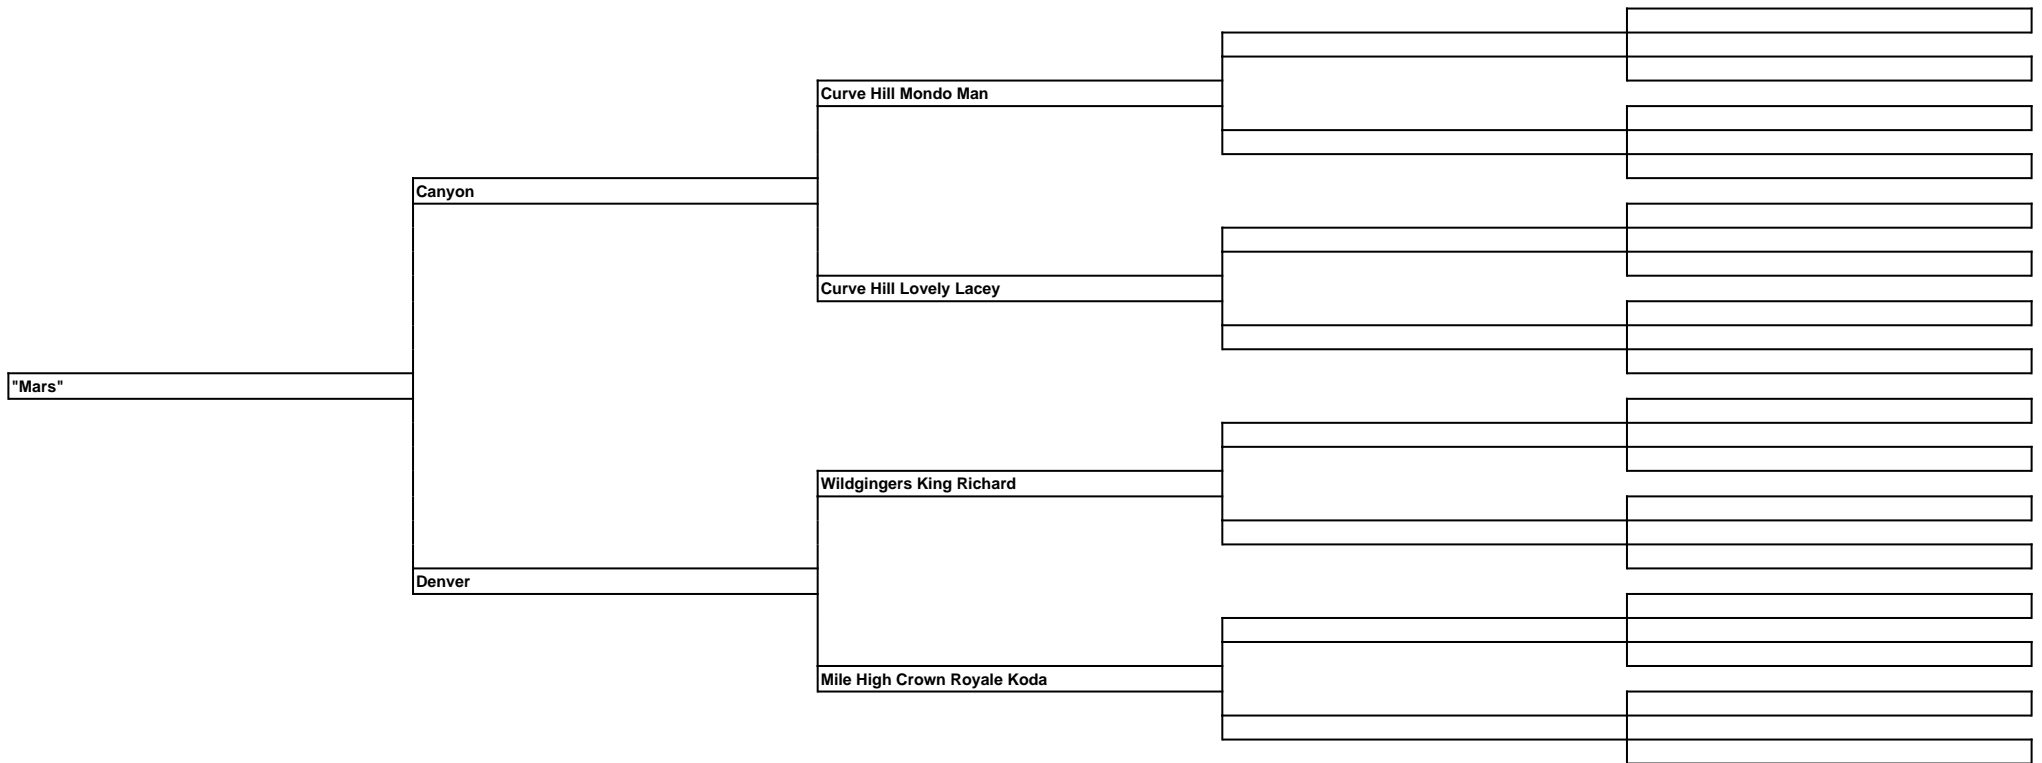 Curve Hill Mondo Man
Canyon
Curve Hill Lovely Lacey
"Mars"
Wildgingers King Richard
Denver
Mile High Crown Royale Koda